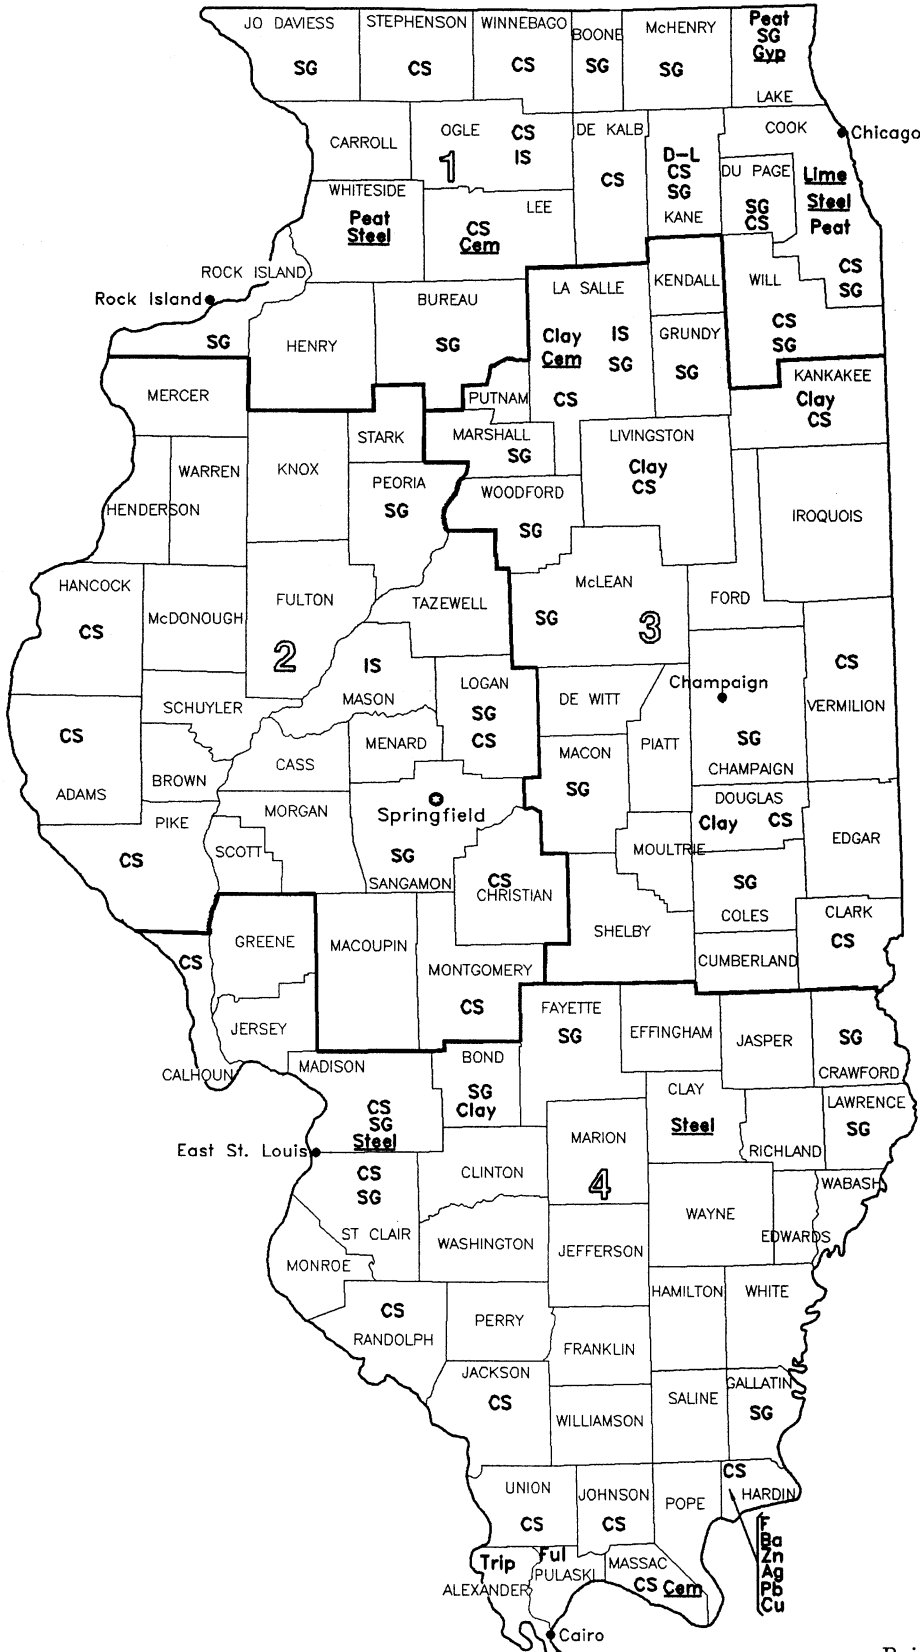 JO DAVIESS
SG
STEPHENSON
CS
WINNEBAGO
CS
BOONE
SG
McHENRY
SG
Peat
SG
Gyp
LAKE
CARROLL
OGLE
CS
IS
1
DE KALB
CS
D-L
CS
SG
KANE
COOK
Chicago
DU PAGE
SG
CS
Lime
Steel
Peat
CS
SG
WHITESIDE
Peat
Steel
LEE
CS
Cem
ROCK ISLAND
Rock Island
SG
HENRY
BUREAU
SG
LA SALLE
Clay
Cem
IS
SG
CS
KENDALL
GRUNDY
SG
WILL
CS
SG
KANKAKEE
Clay
CS
MERCER
PUTNAM
STARK
MARSHALL
SG
LIVINGSTON
Clay
CS
WARREN
KNOX
PEORIA
SG
WOODFORD
SG
HENDERSON
IROQUOIS
HANCOCK
CS
McDONOUGH
FULTON
2
TAZEWELL
McLEAN
SG
3
FORD
IS
MASON
LOGAN
SG
CS
DE WITT
Champaign
SG
CHAMPAIGN
CS
VERMILION
SCHUYLER
CS
ADAMS
BROWN
CASS
MENARD
MACON
SG
PIATT
PIKE
CS
MORGAN
Springfield
SG
SANGAMON
SCOTT
DOUGLAS
Clay
CS
MOULTRIE
EDGAR
CS
CHRISTIAN
SG
COLES
CLARK
CS
SHELBY
CUMBERLAND
GREENE
MACOUPIN
MONTGOMERY
CS
CS
CALHOUN
JERSEY
FAYETTE
SG
EFFINGHAM
JASPER
SG
CRAWFORD
MADISON
CS
SG
Steel
BOND
SG
Clay
CLAY
Steel
LAWRENCE
SG
MARION
4
RICHLAND
East St. Louis
CS
SG
ST CLAIR
CLINTON
WABASH
WAYNE
EDWARDS
WASHINGTON
JEFFERSON
MONROE
CS
RANDOLPH
PERRY
HAMILTON
WHITE
FRANKLIN
JACKSON
CS
WILLIAMSON
SALINE
GALLATIN
SG
UNION
CS
JOHNSON
CS
POPE
CS
HARDIN
F
Ba
Zn
Ag
Pb
Cu
Trip
ALEXANDER
Ful
PULASKI
MASSAC
CS Cem
Cairo